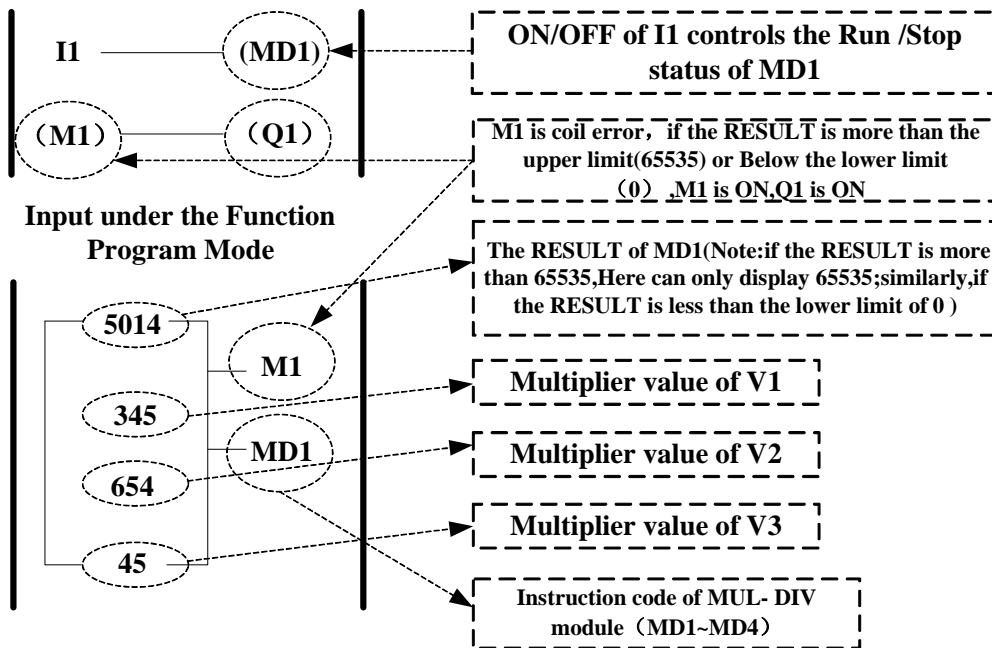 I1 (MD1)
（M1） （Q1）
Input under the Function
Program Mode
5014
M1
345
MD1
654
45
ON/OFF of I1 controls the Run /Stop
status of MD1
M1 is coil error，if the RESULT is more than the
upper limit(65535) or Below the lower limit
（0）,M1 is ON,Q1 is ON
The RESULT of MD1(Note:if the RESULT is more
than 65535,Here can only display 65535;similarly,if
the RESULT is less than the lower limit of 0 )
Multiplier value of V1
Multiplier value of V2
Multiplier value of V3
Instruction code of MUL- DIV
module（MD1~MD4）